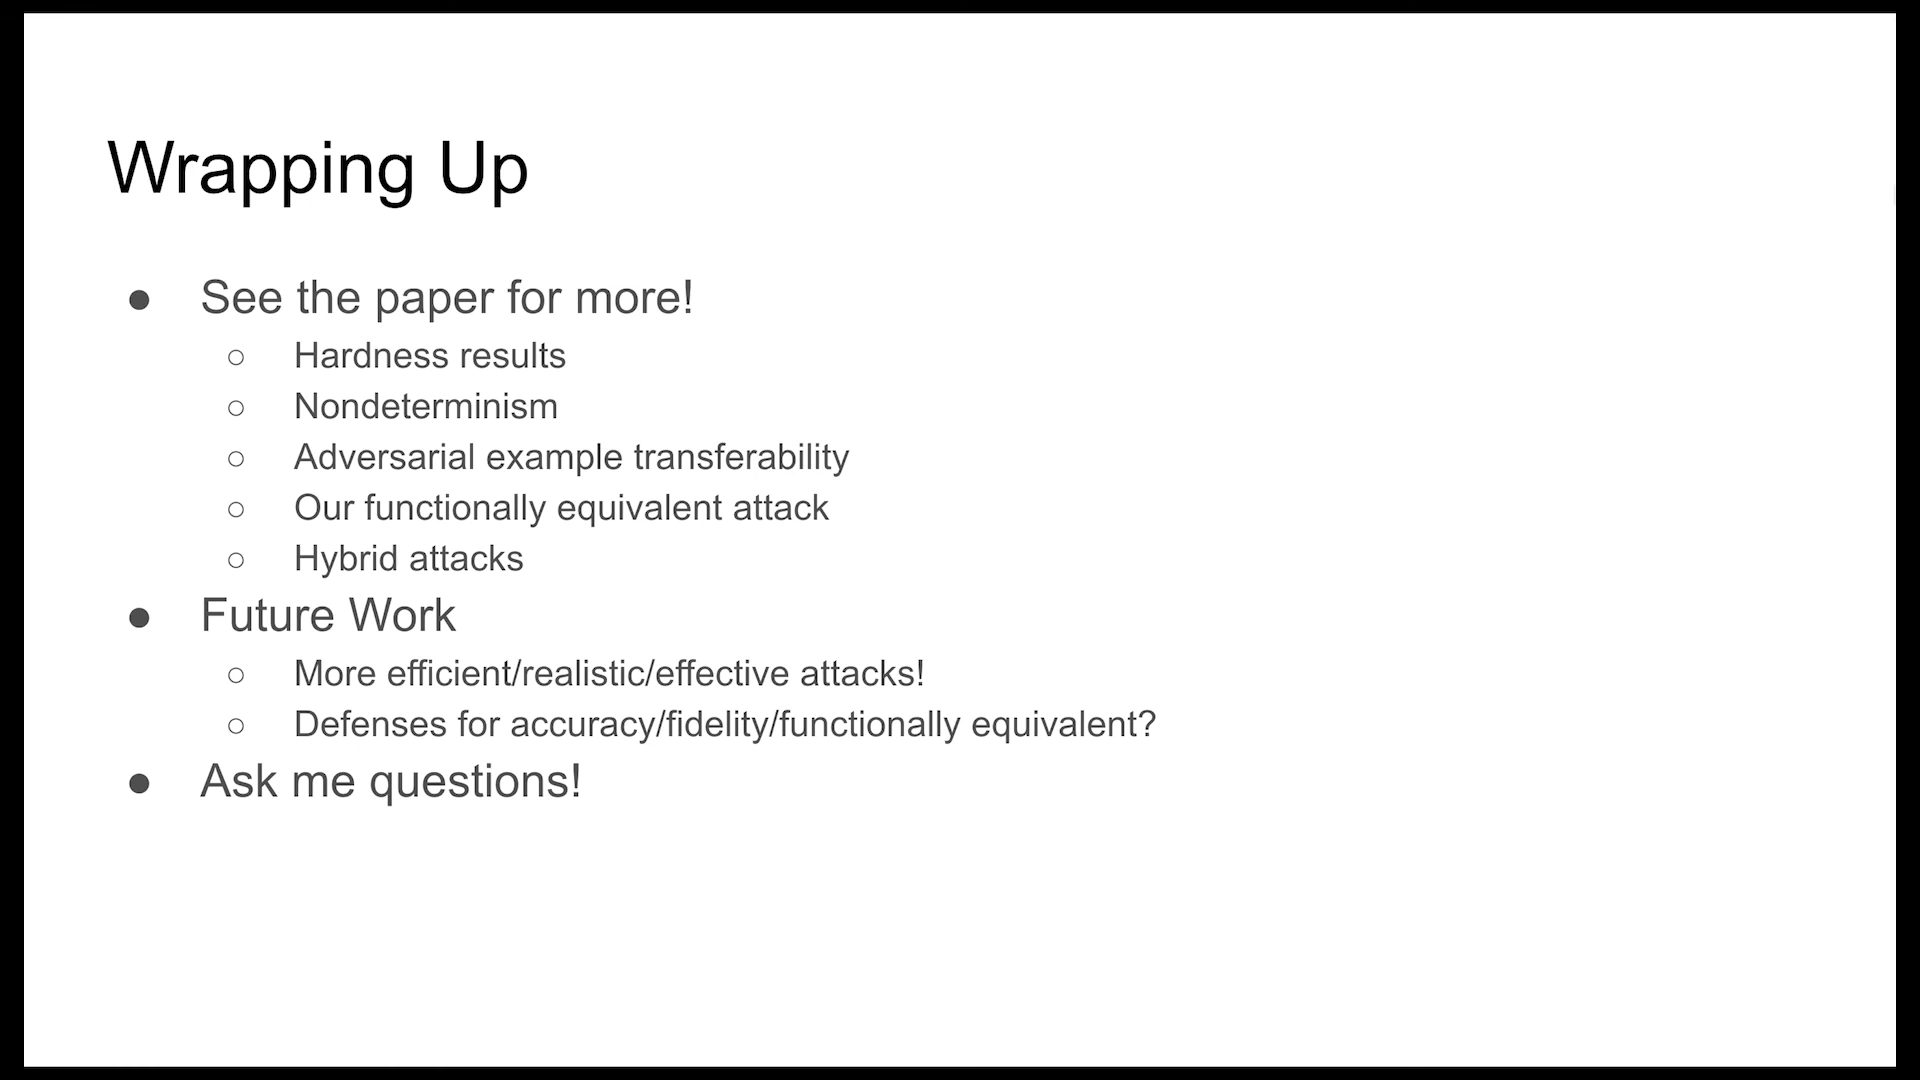 Wrapping Up
● See the paper for more!
○ Hardness results
○ Nondeterminism
○ Adversarial example transferability
○ Our functionally equivalent attack
○ Hybrid attacks
● Future Work
○ More efficient/realistic/effective attacks!
○ Defenses for accuracy/fidelity/functionally equivalent?
● Ask me questions!